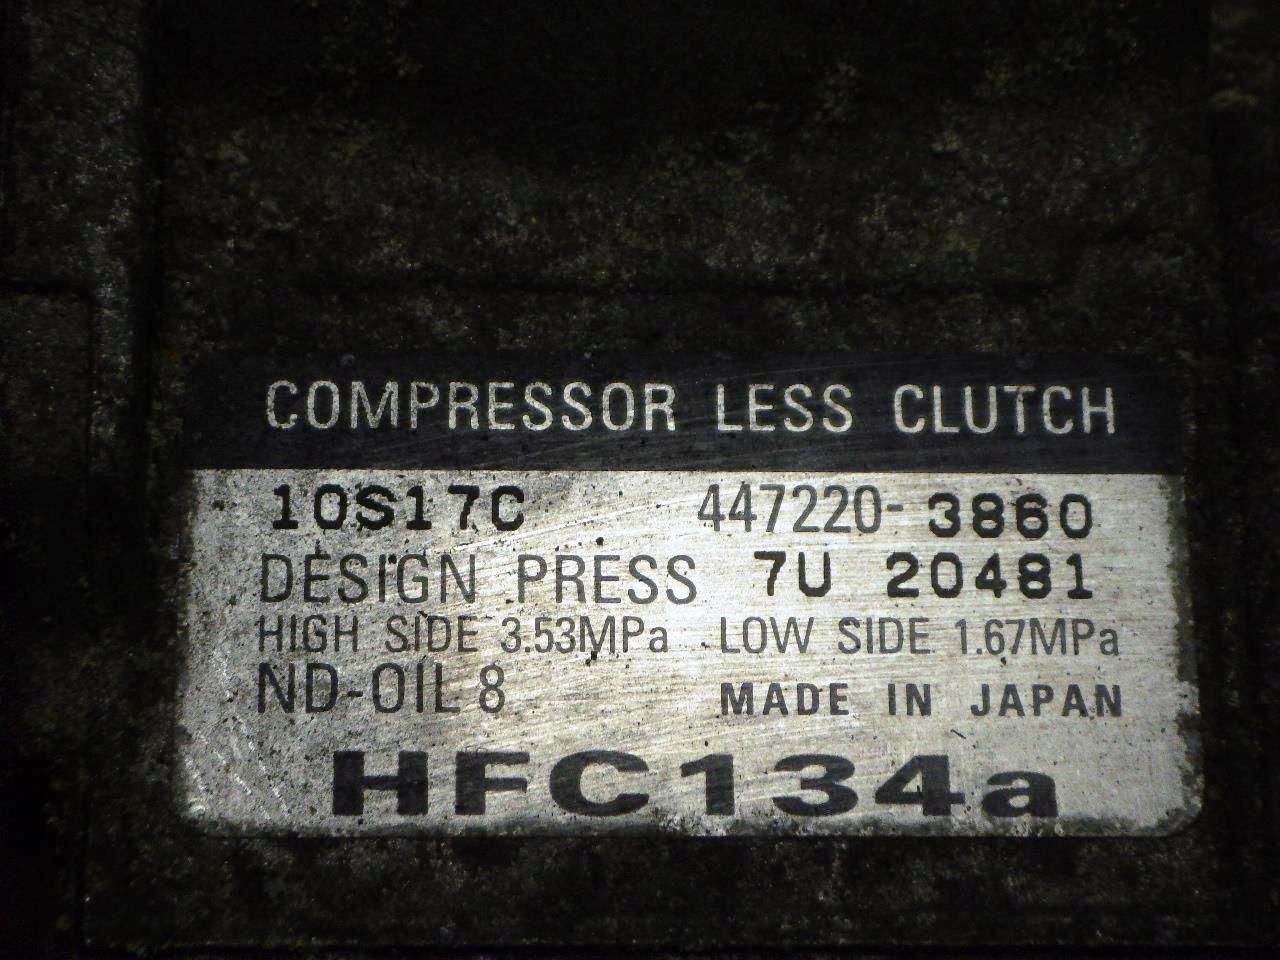 COMPRESSOR LESS CLUTCH
10S17C 447220-3860
DESIGN PRESS 7U 20481
HIGH SIDE 3.53MPa LOW SIDE 1.67MPa
ND-OIL 8 MADE IN JAPAN
HFC134a